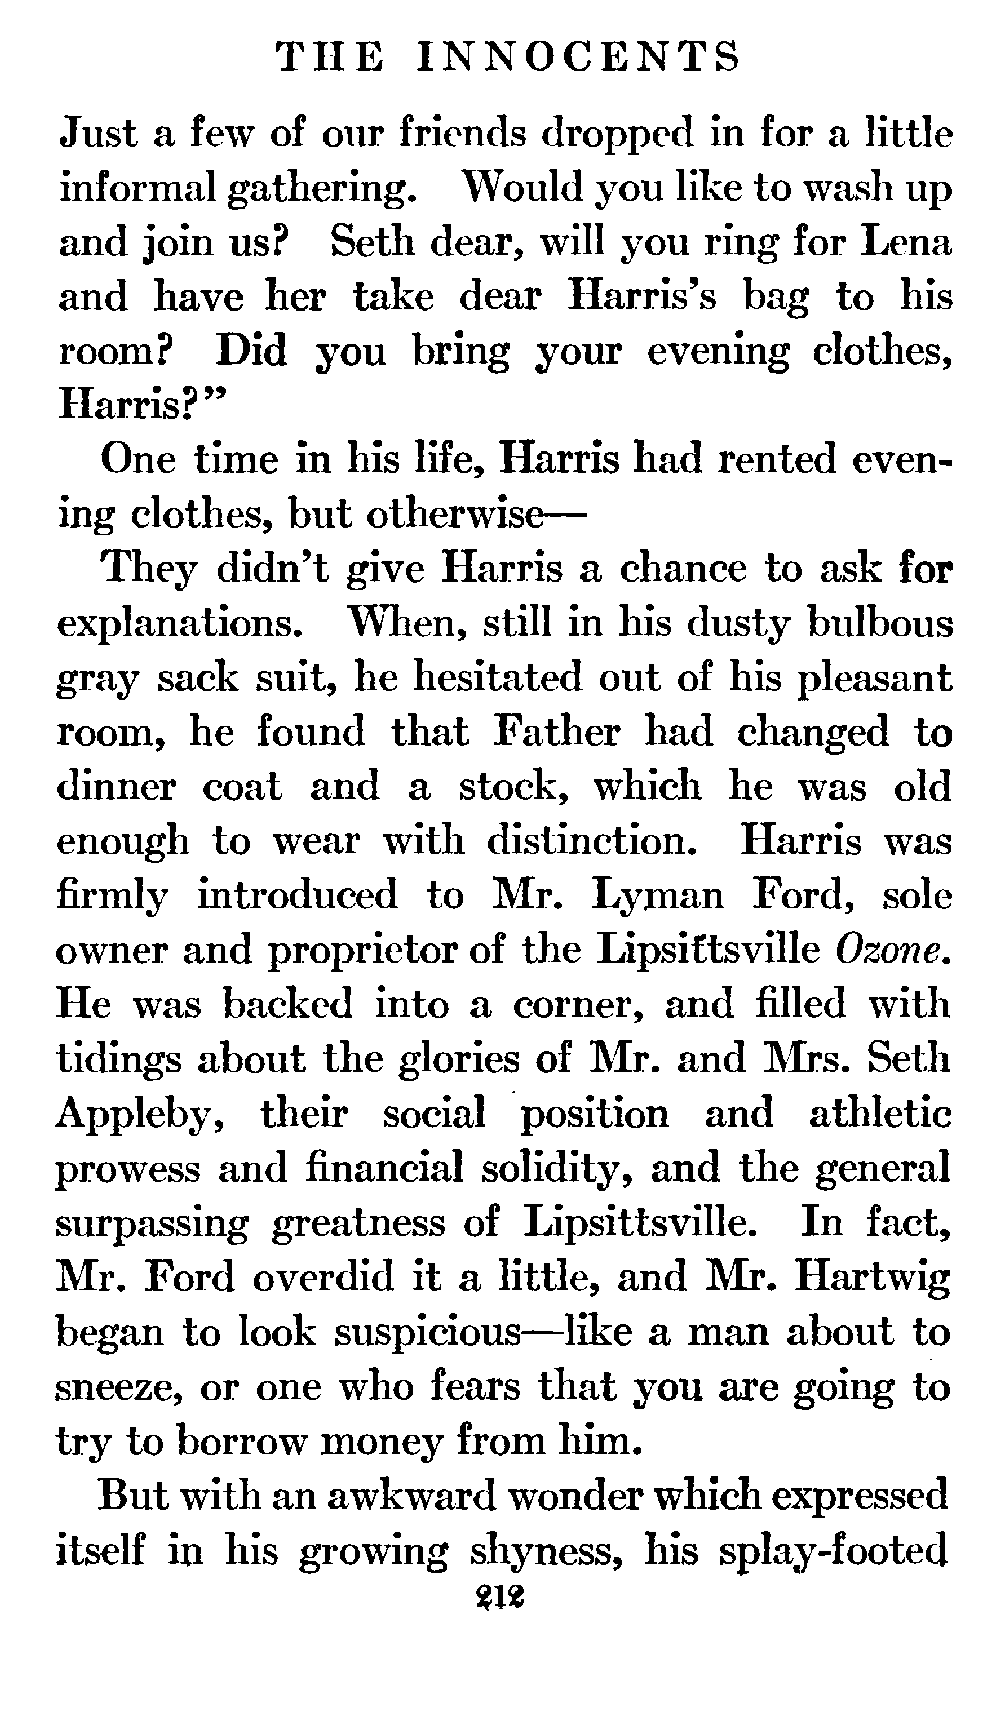 THE INNOCENTS
Just a few of our friends dropped in for a little
informal gathering. Would you like to wash up
and join us? Seth dear, will you ring for Lena
and have her take dear Harris's bag to his
room? Did you bring your evening clothes,
Harris?”
One time in his life, Harris had rented even-
ing clothes, but otherwise—
They didn't give Harris a chance to ask for
explanations. When, still in his dusty bulbous
gray sack suit, he hesitated out of his pleasant
room, he found that Father had changed to
dinner coat and a stock, which he was old
enough to wear with distinction. Harris was
firmly introduced to Mr. Lyman Ford, sole
owner and proprietor of the Lipsittsville Ozone.
He was backed into a corner, and filled with
tidings about the glories of Mr. and Mrs. Seth
Appleby, their social position and athletic
prowess and financial solidity, and the general
surpassing greatness of Lipsittsville. In fact,
Mr. Ford overdid it a little, and Mr. Hartwig
began to look suspicious—like a man about to
sneeze, or one who fears that you are going to
try to borrow money from him.
But with an awkward wonder which expressed
itself in his growing shyness, his splay-footed
212